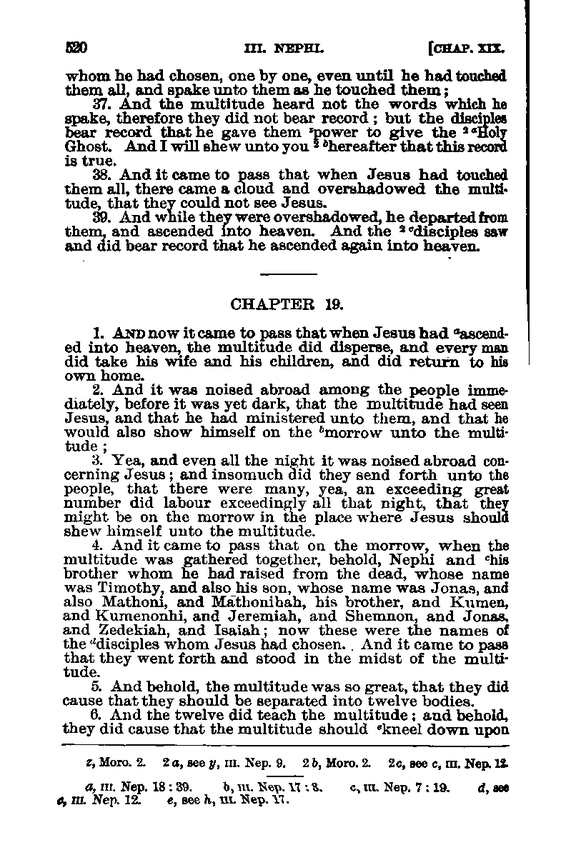 520 III. NEPHI. [CHAP. XIX.
whom he had chosen, one by one, even until he had touched
them all, and spake unto them as he touched them;
37. And the multitude heard not the words which he
spake, therefore they did not bear record; but the disciples
bear record that he gave them ᶻpower to give the ²ᵃHoly
Ghost. And I will shew unto you ²ᵇhereafter that this record
is true.
38. And it came to pass that when Jesus had touched
them all, there came a cloud and overshadowed the multi-
tude, that they could not see Jesus.
39. And while they were overshadowed, he departed from
them, and ascended into heaven. And the ²ᶜdisciples saw
and did bear record that he ascended again into heaven.
CHAPTER 19.
1. AND now it came to pass that when Jesus had ᵃascend-
ed into heaven, the multitude did disperse, and every man
did take his wife and his children, and did return to his
own home.
2. And it was noised abroad among the people imme-
diately, before it was yet dark, that the multitude had seen
Jesus, and that he had ministered unto them, and that he
would also show himself on the ᵇmorrow unto the multi-
tude;
3. Yea, and even all the night it was noised abroad con-
cerning Jesus; and insomuch did they send forth unto the
people, that there were many, yea, an exceeding great
number did labour exceedingly all that night, that they
might be on the morrow in the place where Jesus should
shew himself unto the multitude.
4. And it came to pass that on the morrow, when the
multitude was gathered together, behold, Nephi and ᶜhis
brother whom he had raised from the dead, whose name
was Timothy, and also his son, whose name was Jonas, and
also Mathoni, and Mathonihah, his brother, and Kumen,
and Kumenonhi, and Jeremiah, and Shemnon, and Jonas,
and Zedekiah, and Isaiah; now these were the names of
the ᵈdisciples whom Jesus had chosen. And it came to pass
that they went forth and stood in the midst of the multi-
tude.
5. And behold, the multitude was so great, that they did
cause that they should be separated into twelve bodies.
6. And the twelve did teach the multitude; and behold,
they did cause that the multitude should ᵉkneel down upon
z, Moro. 2. 2a, see y, III. Nep. 9. 2b, Moro. 2. 2c, see c, III. Nep. 12.
a, III. Nep. 18:39. b, III. Nep. 17:3. c, III. Nep. 7:19. d, see
a, III. Nep. 12. e, see h, III. Nep. 17.